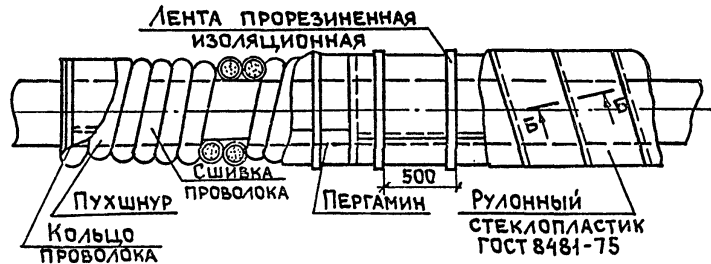 Лента прорезиненная
изоляционная
Б
Б
Сшивка
проволока
500
Пухшнур
Пергамин
Рулонный
стеклопластик
ГОСТ 8481-75
Кольцо
проволока